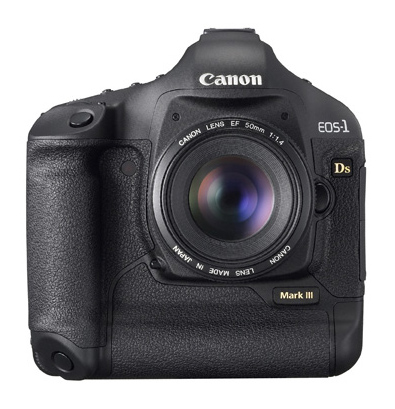 Canon
EOS-1
Ds
CANON LENS EF 50mm 1:1.4
CANON LENS MADE IN JAPAN
Mark III